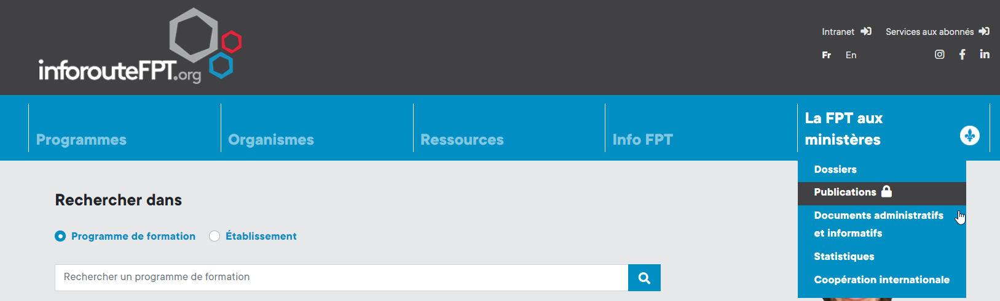 Intranet
Services aux abonnés
Fr
En
inforouteFPT.org
Programmes
Organismes
Ressources
Info FPT
La FPT aux
ministères
Dossiers
Publications
Documents administratifs
et informatifs
Statistiques
Coopération internationale
Rechercher dans
Programme de formation
Établissement
Rechercher un programme de formation